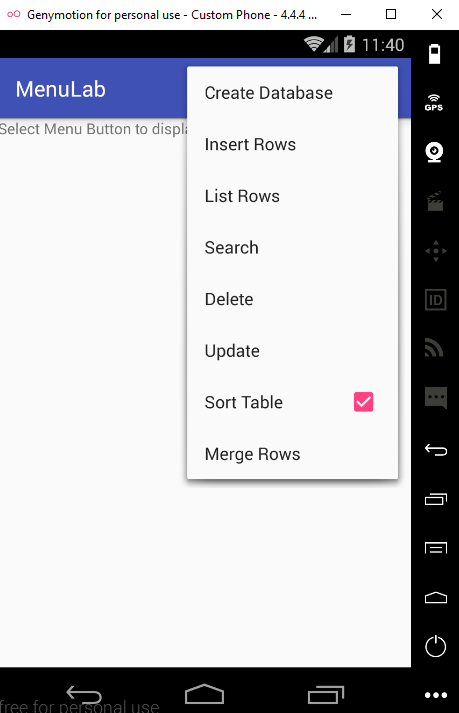 Genymotion for personal use - Custom Phone - 4.4.4 ...
11:40
MenuLab
GPS
Select Menu Button to displa
Create Database
Insert Rows
List Rows
Search
Delete
Update
Sort Table
Merge Rows
ID
free for personal use